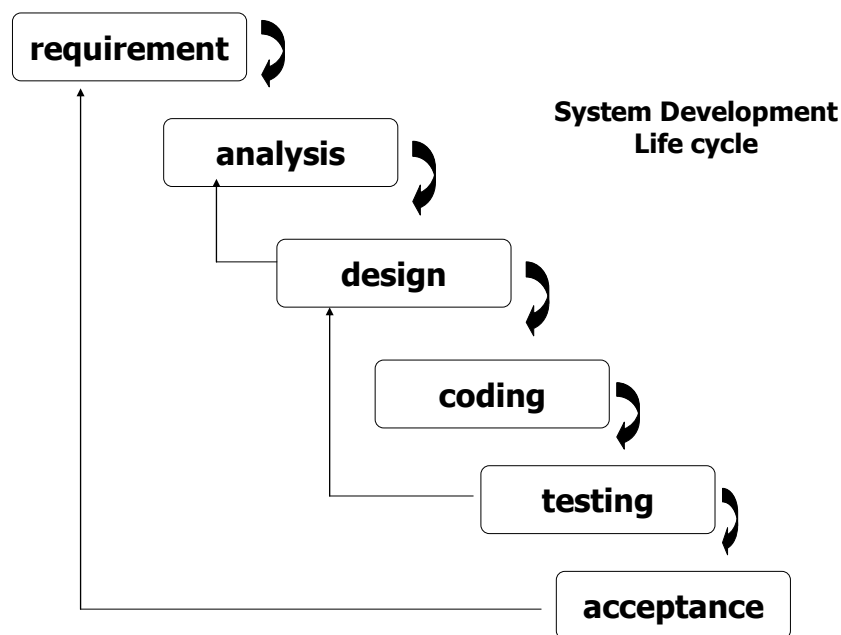 requirement
System Development
Life cycle
analysis
design
coding
testing
acceptance